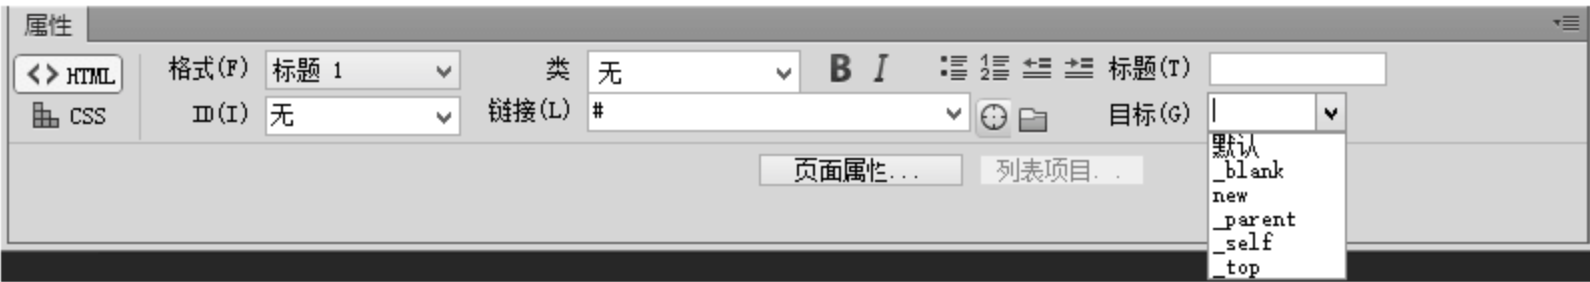 属性
HTML 格式(F) 标题 1 类 无 B I 标题(T)
CSS ID(I) 无 链接(L) # 目标(G)
页面属性... 列表项目...
默认
_blank
new
_parent
_self
_top